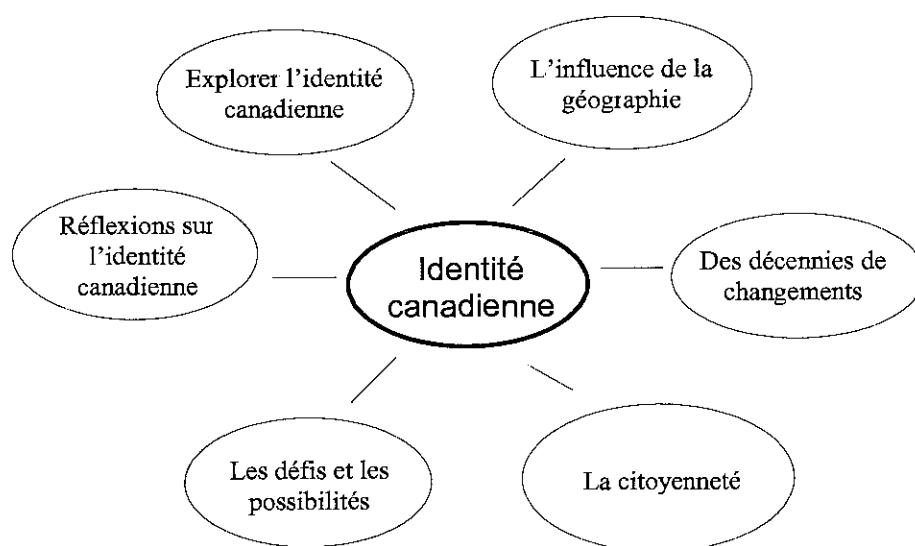 Explorer l'identité
canadienne
L'influence de la
géographie
Réflexions sur
l'identité
canadienne
Identité
canadienne
Des décennies de
changements
Les défis et les
possibilités
La citoyenneté